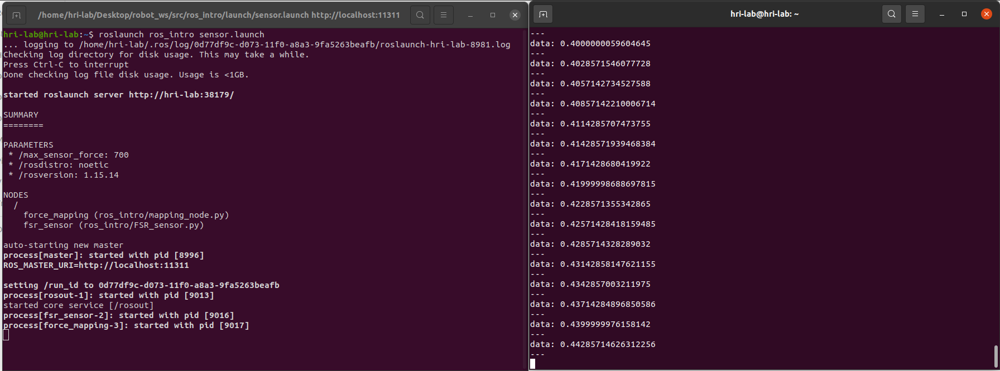 /home/hri-lab/Desktop/robot_ws/src/ros_intro/launch/sensor.launch http://localhost:11311
hri-lab@hri-lab:~$ roslaunch ros_intro sensor.launch
... logging to /home/hri-lab/.ros/log/0d77df9c-d073-11f0-a8a3-9fa5263beafb/roslaunch-hri-lab-8981.log
Checking log directory for disk usage. This may take a while.
Press Ctrl-C to interrupt
Done checking log file disk usage. Usage is <1GB.
started roslaunch server http://hri-lab:38179/
SUMMARY
========
PARAMETERS
 * /max_sensor_force: 700
 * /rosdistro: noetic
 * /rosversion: 1.15.14
NODES
  /
    force_mapping (ros_intro/mapping_node.py)
    fsr_sensor (ros_intro/FSR_sensor.py)
auto-starting new master
process[master]: started with pid [8996]
ROS_MASTER_URI=http://localhost:11311
setting /run_id to 0d77df9c-d073-11f0-a8a3-9fa5263beafb
process[rosout-1]: started with pid [9013]
started core service [/rosout]
process[fsr_sensor-2]: started with pid [9016]
process[force_mapping-3]: started with pid [9017]
hri-lab@hri-lab: ~
---
data: 0.4000000059604645
---
data: 0.4028571546077728
---
data: 0.4057142734527588
---
data: 0.40857142210006714
---
data: 0.4114285707473755
---
data: 0.41428571939468384
---
data: 0.4171428680419922
---
data: 0.41999998688697815
---
data: 0.4228571355342865
---
data: 0.42571428418159485
---
data: 0.4285714328289032
---
data: 0.43142858147621155
---
data: 0.4342857003211975
---
data: 0.43714284896850586
---
data: 0.4399999976158142
---
data: 0.44285714626312256
---